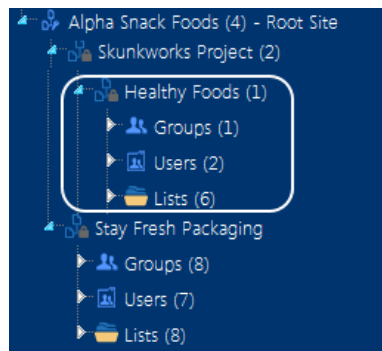 Alpha Snack Foods (4) - Root Site
Skunkworks Project (2)
Healthy Foods (1)
Groups (1)
Users (2)
Lists (6)
Stay Fresh Packaging
Groups (8)
Users (7)
Lists (8)